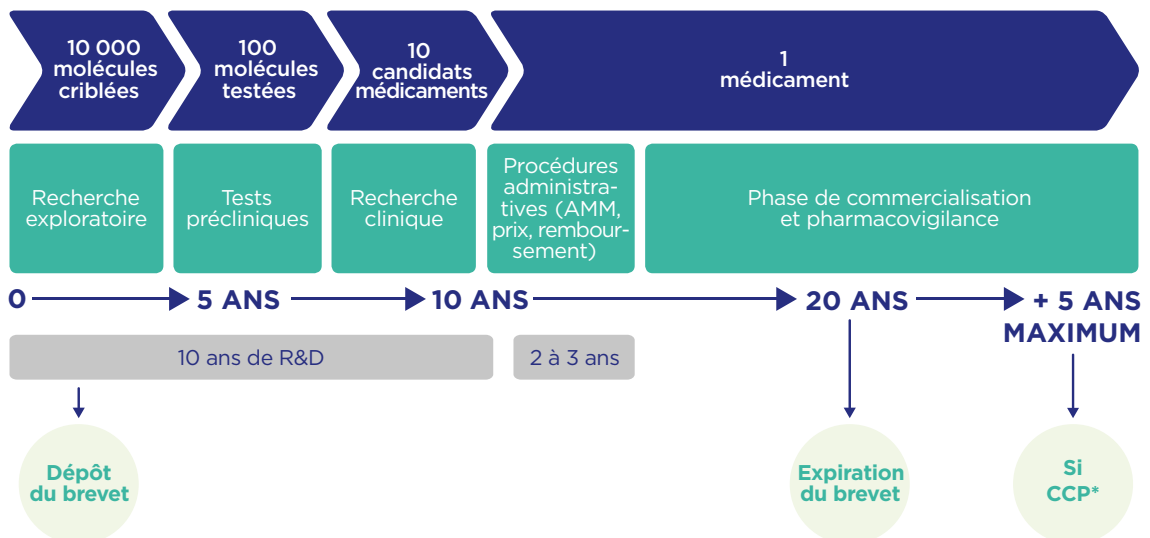 10 000
molécules
criblées
100
molécules
testées
10
candidats
médicaments
1
médicament
Recherche
exploratoire
Tests
précliniques
Recherche
clinique
Procédures
administra-
tives (AMM,
prix, rembour-
sement)
Phase de commercialisation
et pharmacovigilance
0
5 ANS
10 ANS
20 ANS
+ 5 ANS
MAXIMUM
10 ans de R&D
2 à 3 ans
Dépôt
du brevet
Expiration
du brevet
Si
CCP*